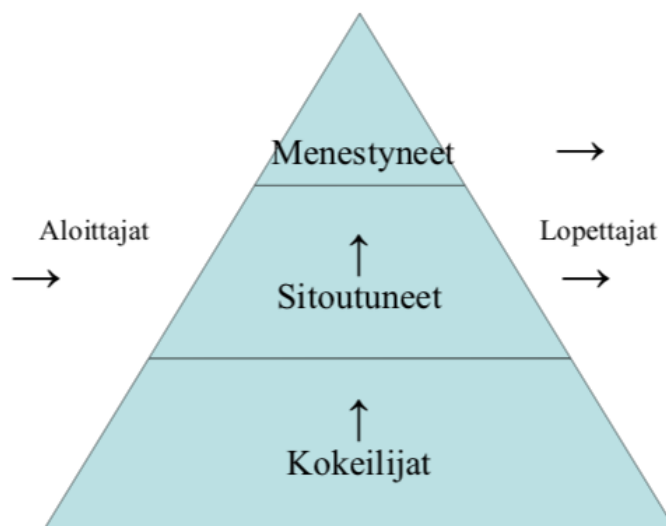 Menestyneet →
Aloittajat
Lopettajat
→
↑
→
Sitoutuneet
↑
Kokeilijat